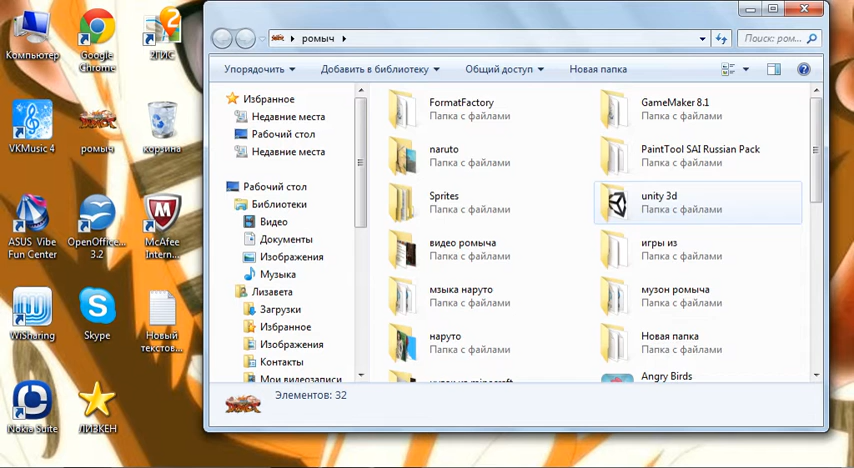 Компьютер
Google
Chrome
2ГИС
VKMusic 4
ромыч
корзина
ASUS Vibe
Fun Center
OpenOffice...
3.2
McAfee
Intern...
WiSharing
Skype
Новый
текстов...
Nokia Suite
ЛИЗКЕН
ромыч
Поиск: ром...
Упорядочить
Добавить в библиотеку
Общий доступ
Новая папка
Избранное
Недавние места
Рабочий стол
Недавние места
Рабочий стол
Библиотеки
Видео
Документы
Изображения
Музыка
Лизавета
Загрузки
Избранное
Изображения
Контакты
Мои видеозаписи
FormatFactory
Папка с файлами
GameMaker 8.1
Папка с файлами
naruto
Папка с файлами
PaintTool SAI Russian Pack
Папка с файлами
Sprites
Папка с файлами
unity 3d
Папка с файлами
видео ромыча
Папка с файлами
игры из
Папка с файлами
мзыка наруто
Папка с файлами
музон ромыча
Папка с файлами
наруто
Папка с файлами
Новая папка
Папка с файлами
Angry Birds
Элементов: 32